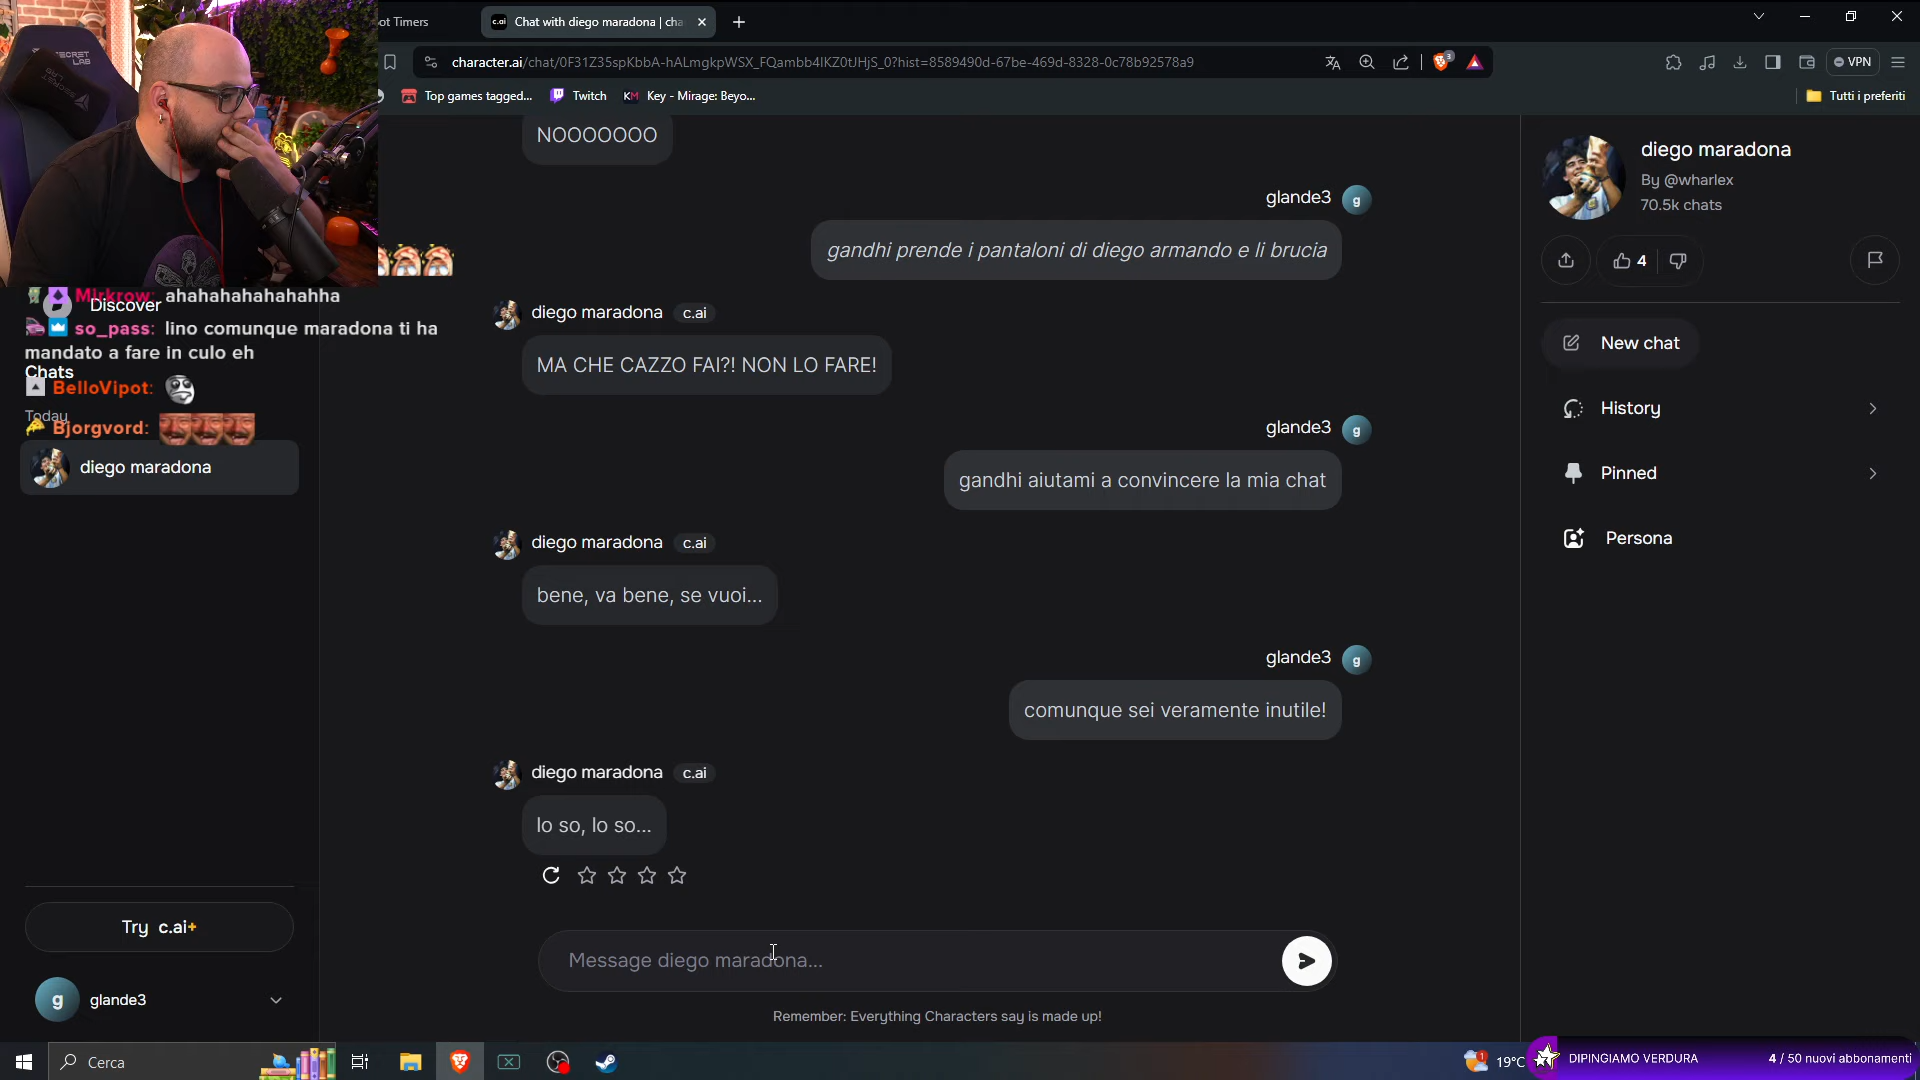 ot Timers
Chat with diego maradona | cha
character.ai/chat/0F31Z35spKbbA-hALmgkpWSX_FQambb4lKZ0tJHjS_0?hist=8589490d-67be-469d-8328-0c78b92578a9
3
VPN
Top games tagged...
Twitch
KM
Key - Mirage: Beyo...
Tutti i preferiti
SECRET LAB
Mirkrow: ahahahahahahahha
Discover
so_pass: lino comunque maradona ti ha
mandato a fare in culo eh
Chats
BelloVipot:
Today
Bjorgvord:
diego maradona
Try c.ai+
g
glande3
NOOOOOOO
glande3
g
gandhi prende i pantaloni di diego armando e li brucia
diego maradona c.ai
MA CHE CAZZO FAI?! NON LO FARE!
glande3
g
gandhi aiutami a convincere la mia chat
diego maradona c.ai
bene, va bene, se vuoi...
glande3
g
comunque sei veramente inutile!
diego maradona c.ai
lo so, lo so...
Message diego maradona...
Remember: Everything Characters say is made up!
diego maradona
By @wharlex
70.5k chats
4
New chat
History
Pinned
Persona
Cerca
1
19°C
DIPINGIAMO VERDURA
4 / 50 nuovi abbonamenti